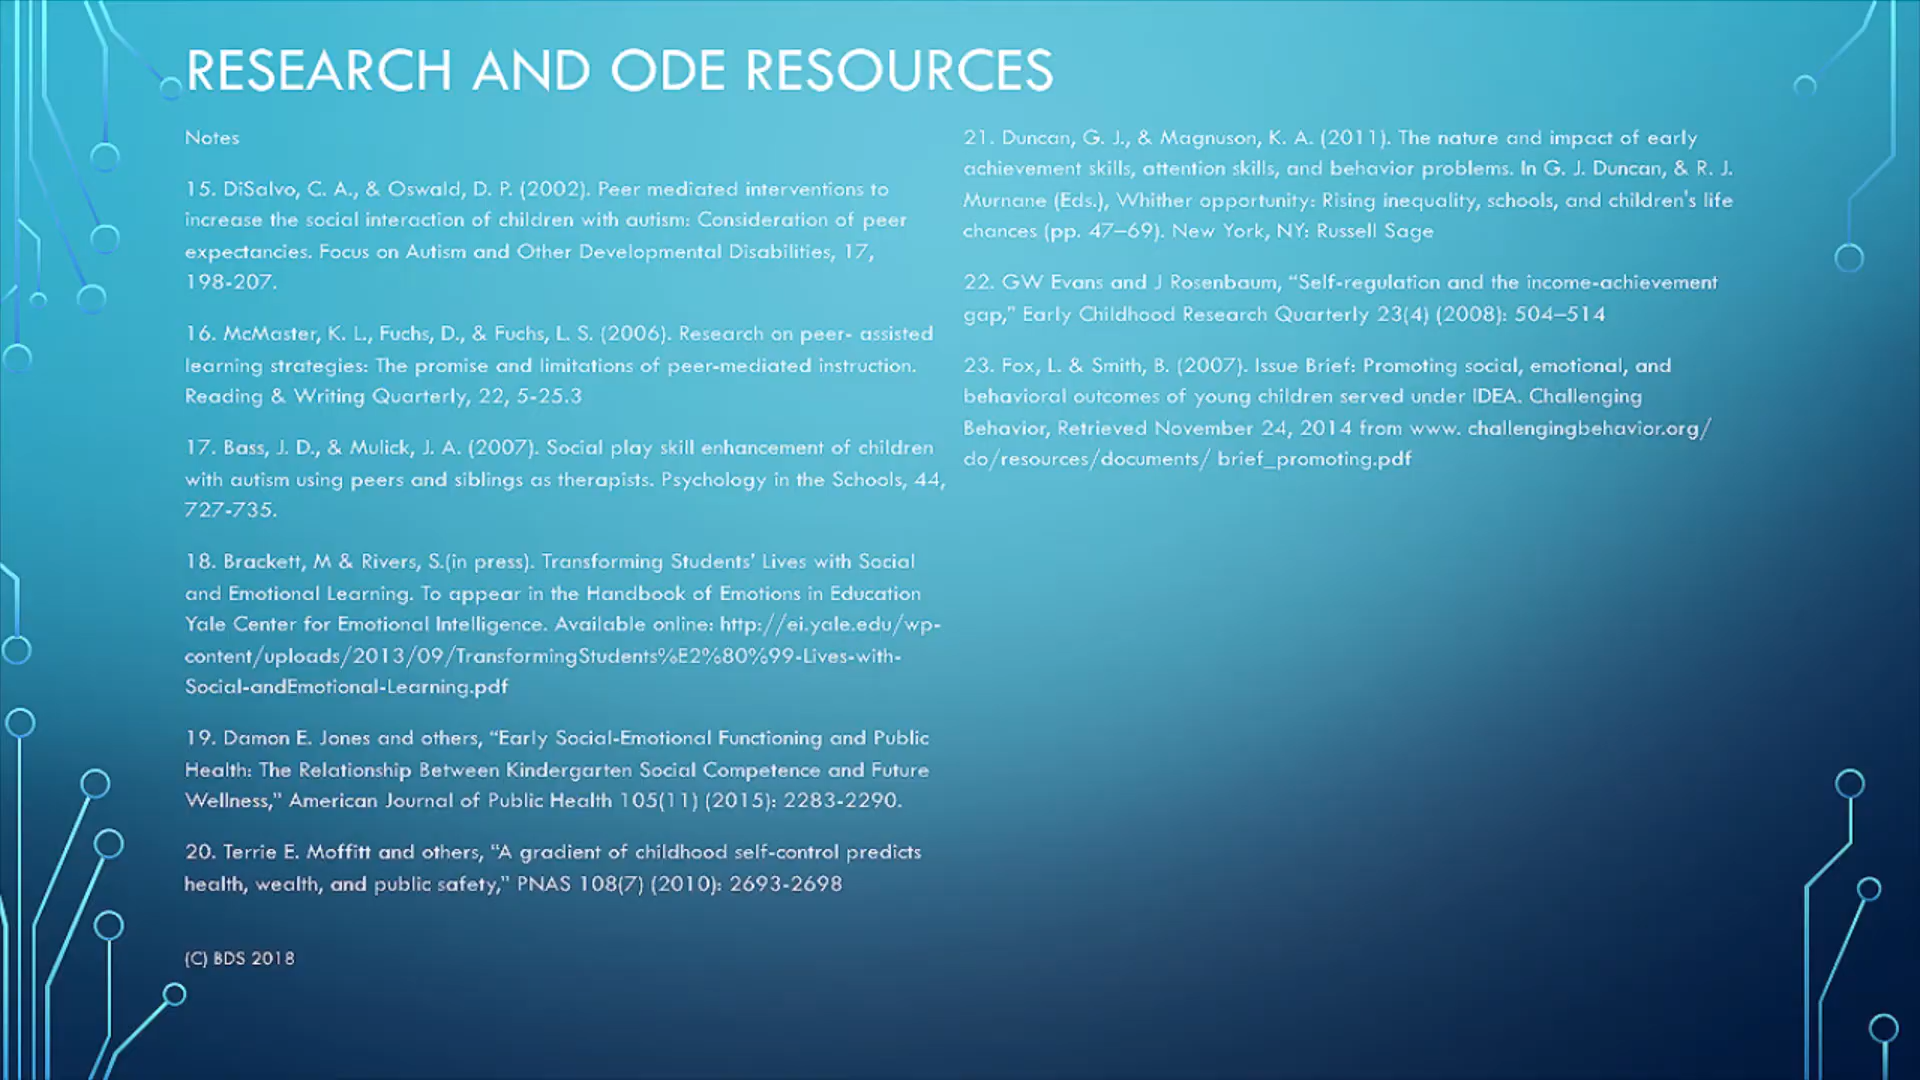 RESEARCH AND ODE RESOURCES
Notes
15. DiSalvo, C. A., & Oswald, D. P. (2002). Peer mediated interventions to
increase the social interaction of children with autism: Consideration of peer
expectancies. Focus on Autism and Other Developmental Disabilities, 17,
198-207.
16. McMaster, K. L., Fuchs, D., & Fuchs, L. S. (2006). Research on peer- assisted
learning strategies: The promise and limitations of peer-mediated instruction.
Reading & Writing Quarterly, 22, 5-25.3
17. Bass, J. D., & Mulick, J. A. (2007). Social play skill enhancement of children
with autism using peers and siblings as therapists. Psychology in the Schools, 44,
727-735.
18. Brackett, M & Rivers, S.(in press). Transforming Students' Lives with Social
and Emotional Learning. To appear in the Handbook of Emotions in Education
Yale Center for Emotional Intelligence. Available online: http://ei.yale.edu/wp-
content/uploads/2013/09/TransformingStudents%E2%80%99-Lives-with-
Social-andEmotional-Learning.pdf
19. Damon E. Jones and others, “Early Social-Emotional Functioning and Public
Health: The Relationship Between Kindergarten Social Competence and Future
Wellness,” American Journal of Public Health 105(11) (2015): 2283-2290.
20. Terrie E. Moffitt and others, “A gradient of childhood self-control predicts
health, wealth, and public safety,” PNAS 108(7) (2010): 2693-2698
(C) BDS 2018
21. Duncan, G. J., & Magnuson, K. A. (2011). The nature and impact of early
achievement skills, attention skills, and behavior problems. In G. J. Duncan, & R. J.
Murnane (Eds.), Whither opportunity: Rising inequality, schools, and children's life
chances (pp. 47–69). New York, NY: Russell Sage
22. GW Evans and J Rosenbaum, “Self-regulation and the income-achievement
gap,” Early Childhood Research Quarterly 23(4) (2008): 504–514
23. Fox, L. & Smith, B. (2007). Issue Brief: Promoting social, emotional, and
behavioral outcomes of young children served under IDEA. Challenging
Behavior, Retrieved November 24, 2014 from www. challengingbehavior.org/
do/resources/documents/ brief_promoting.pdf